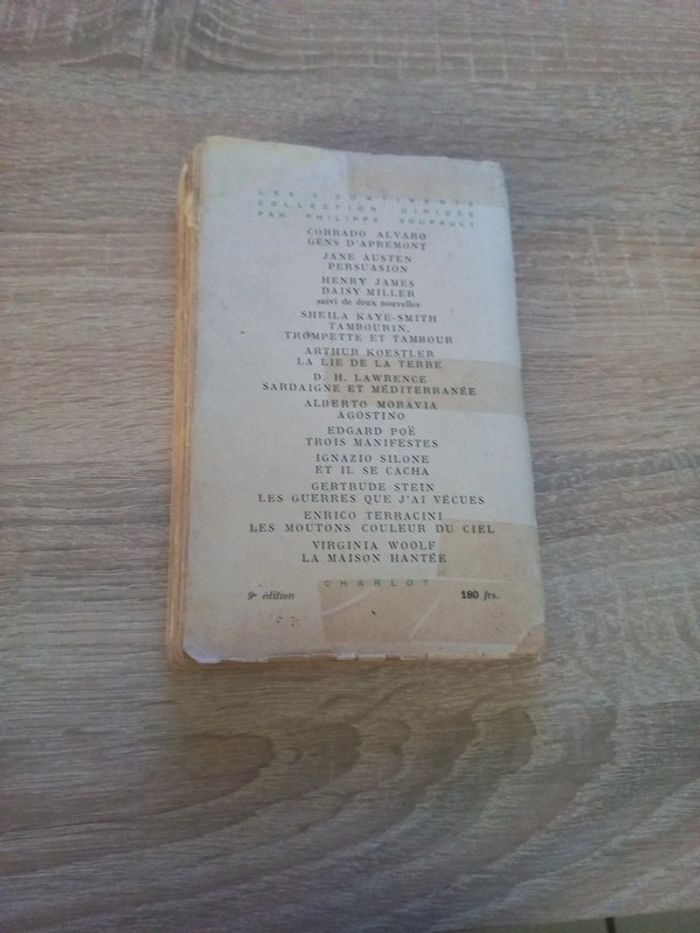 LES 5 CONTINENTS
COLLECTION DIRIGÉE
PAR PHILIPPE SOUPAULT
CORRADO ALVARO
GENS D'APREMONT
JANE AUSTEN
PERSUASION
HENRY JAMES
DAISY MILLER
suivi de deux nouvelles
SHEILA KAYE-SMITH
TAMBOURIN,
TROMPETTE ET TAMBOUR
ARTHUR KOESTLER
LA LIE DE LA TERRE
D. H. LAWRENCE
SARDAIGNE ET MÉDITERRANÉE
ALBERTO MORAVIA
AGOSTINO
EDGARD POË
TROIS MANIFESTES
IGNAZIO SILONE
ET IL SE CACHA
GERTRUDE STEIN
LES GUERRES QUE J'AI VÉCUES
ENRICO TERRACINI
LES MOUTONS COULEUR DU CIEL
VIRGINIA WOOLF
LA MAISON HANTÉE
CHARLOT
9e édition 180 frs.